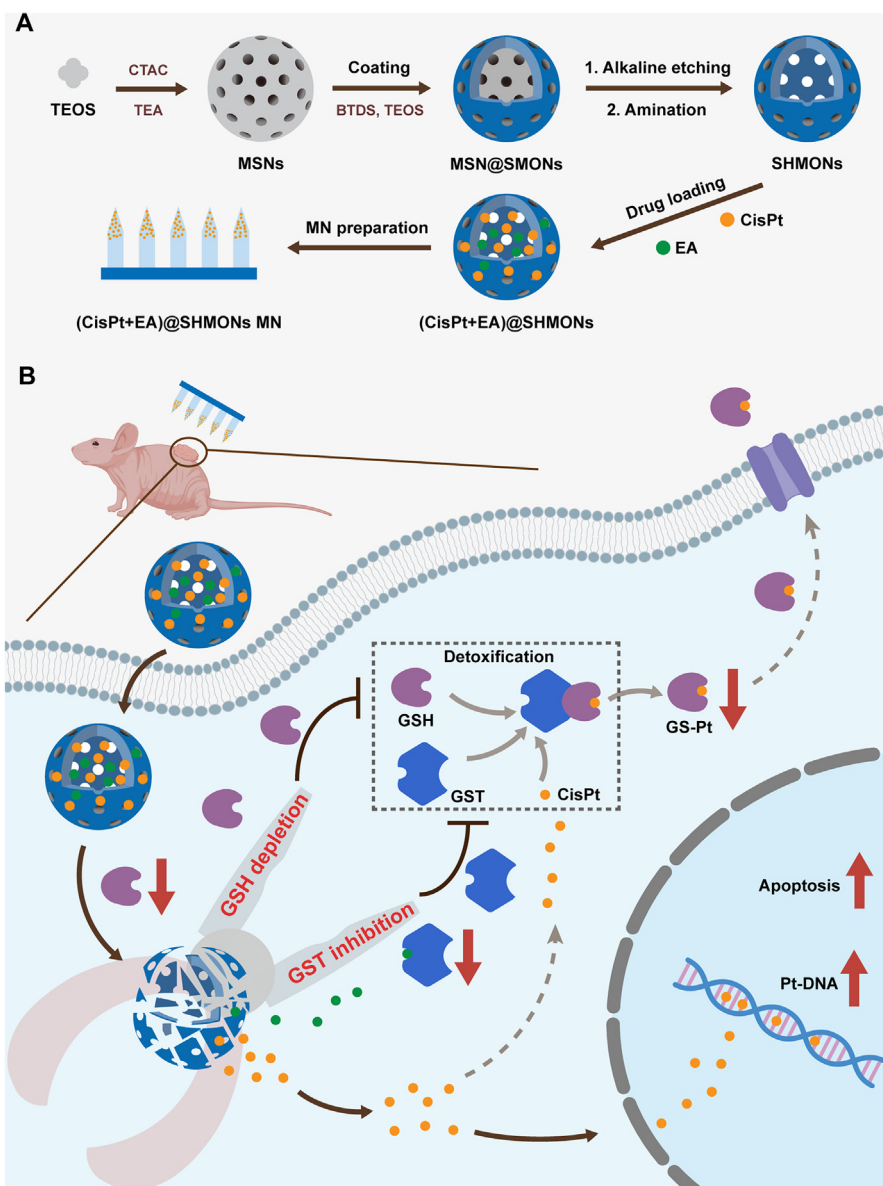 A
TEOS
CTAC
TEA
MSNs
Coating
BTDS, TEOS
MSN@SMONs
1. Alkaline etching
2. Amination
SHMONs
Drug loading
CisPt
EA
(CisPt+EA)@SHMONs
MN preparation
(CisPt+EA)@SHMONs MN
B
Detoxification
GSH
GST
CisPt
GS-Pt
GSH depletion
GST inhibition
Apoptosis
Pt-DNA